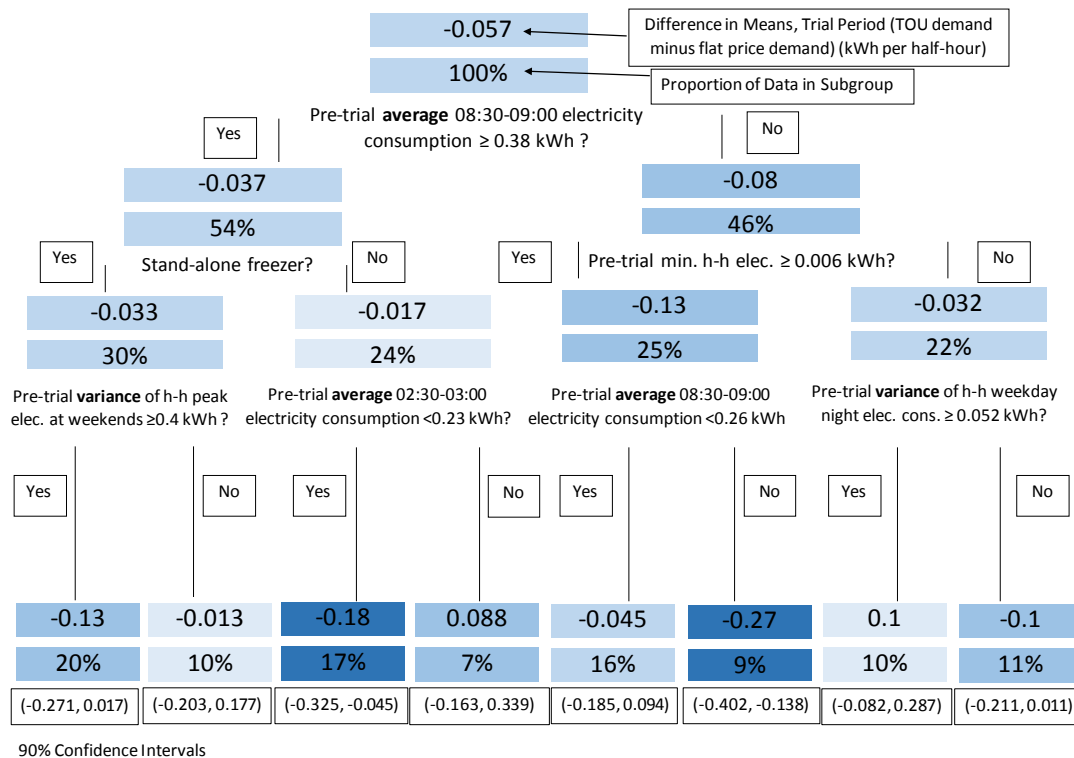 -0.057
Difference in Means, Trial Period (TOU demand
minus flat price demand) (kWh per half-hour)
100%
Proportion of Data in Subgroup
Pre-trial average 08:30-09:00 electricity
consumption ≥ 0.38 kWh ?
Yes
No
-0.037
-0.08
54%
46%
Yes
Stand-alone freezer?
No
Yes
Pre-trial min. h-h elec. ≥ 0.006 kWh?
No
-0.033
-0.017
-0.13
-0.032
30%
24%
25%
22%
Pre-trial variance of h-h peak
elec. at weekends ≥0.4 kWh ?
Pre-trial average 02:30-03:00
electricity consumption <0.23 kWh?
Pre-trial average 08:30-09:00
electricity consumption <0.26 kWh
Pre-trial variance of h-h weekday
night elec. cons. ≥ 0.052 kWh?
Yes
No
Yes
No
Yes
No
Yes
No
-0.13
-0.013
-0.18
0.088
-0.045
-0.27
0.1
-0.1
20%
10%
17%
7%
16%
9%
10%
11%
(-0.271, 0.017)
(-0.203, 0.177)
(-0.325, -0.045)
(-0.163, 0.339)
(-0.185, 0.094)
(-0.402, -0.138)
(-0.082, 0.287)
(-0.211, 0.011)
90% Confidence Intervals